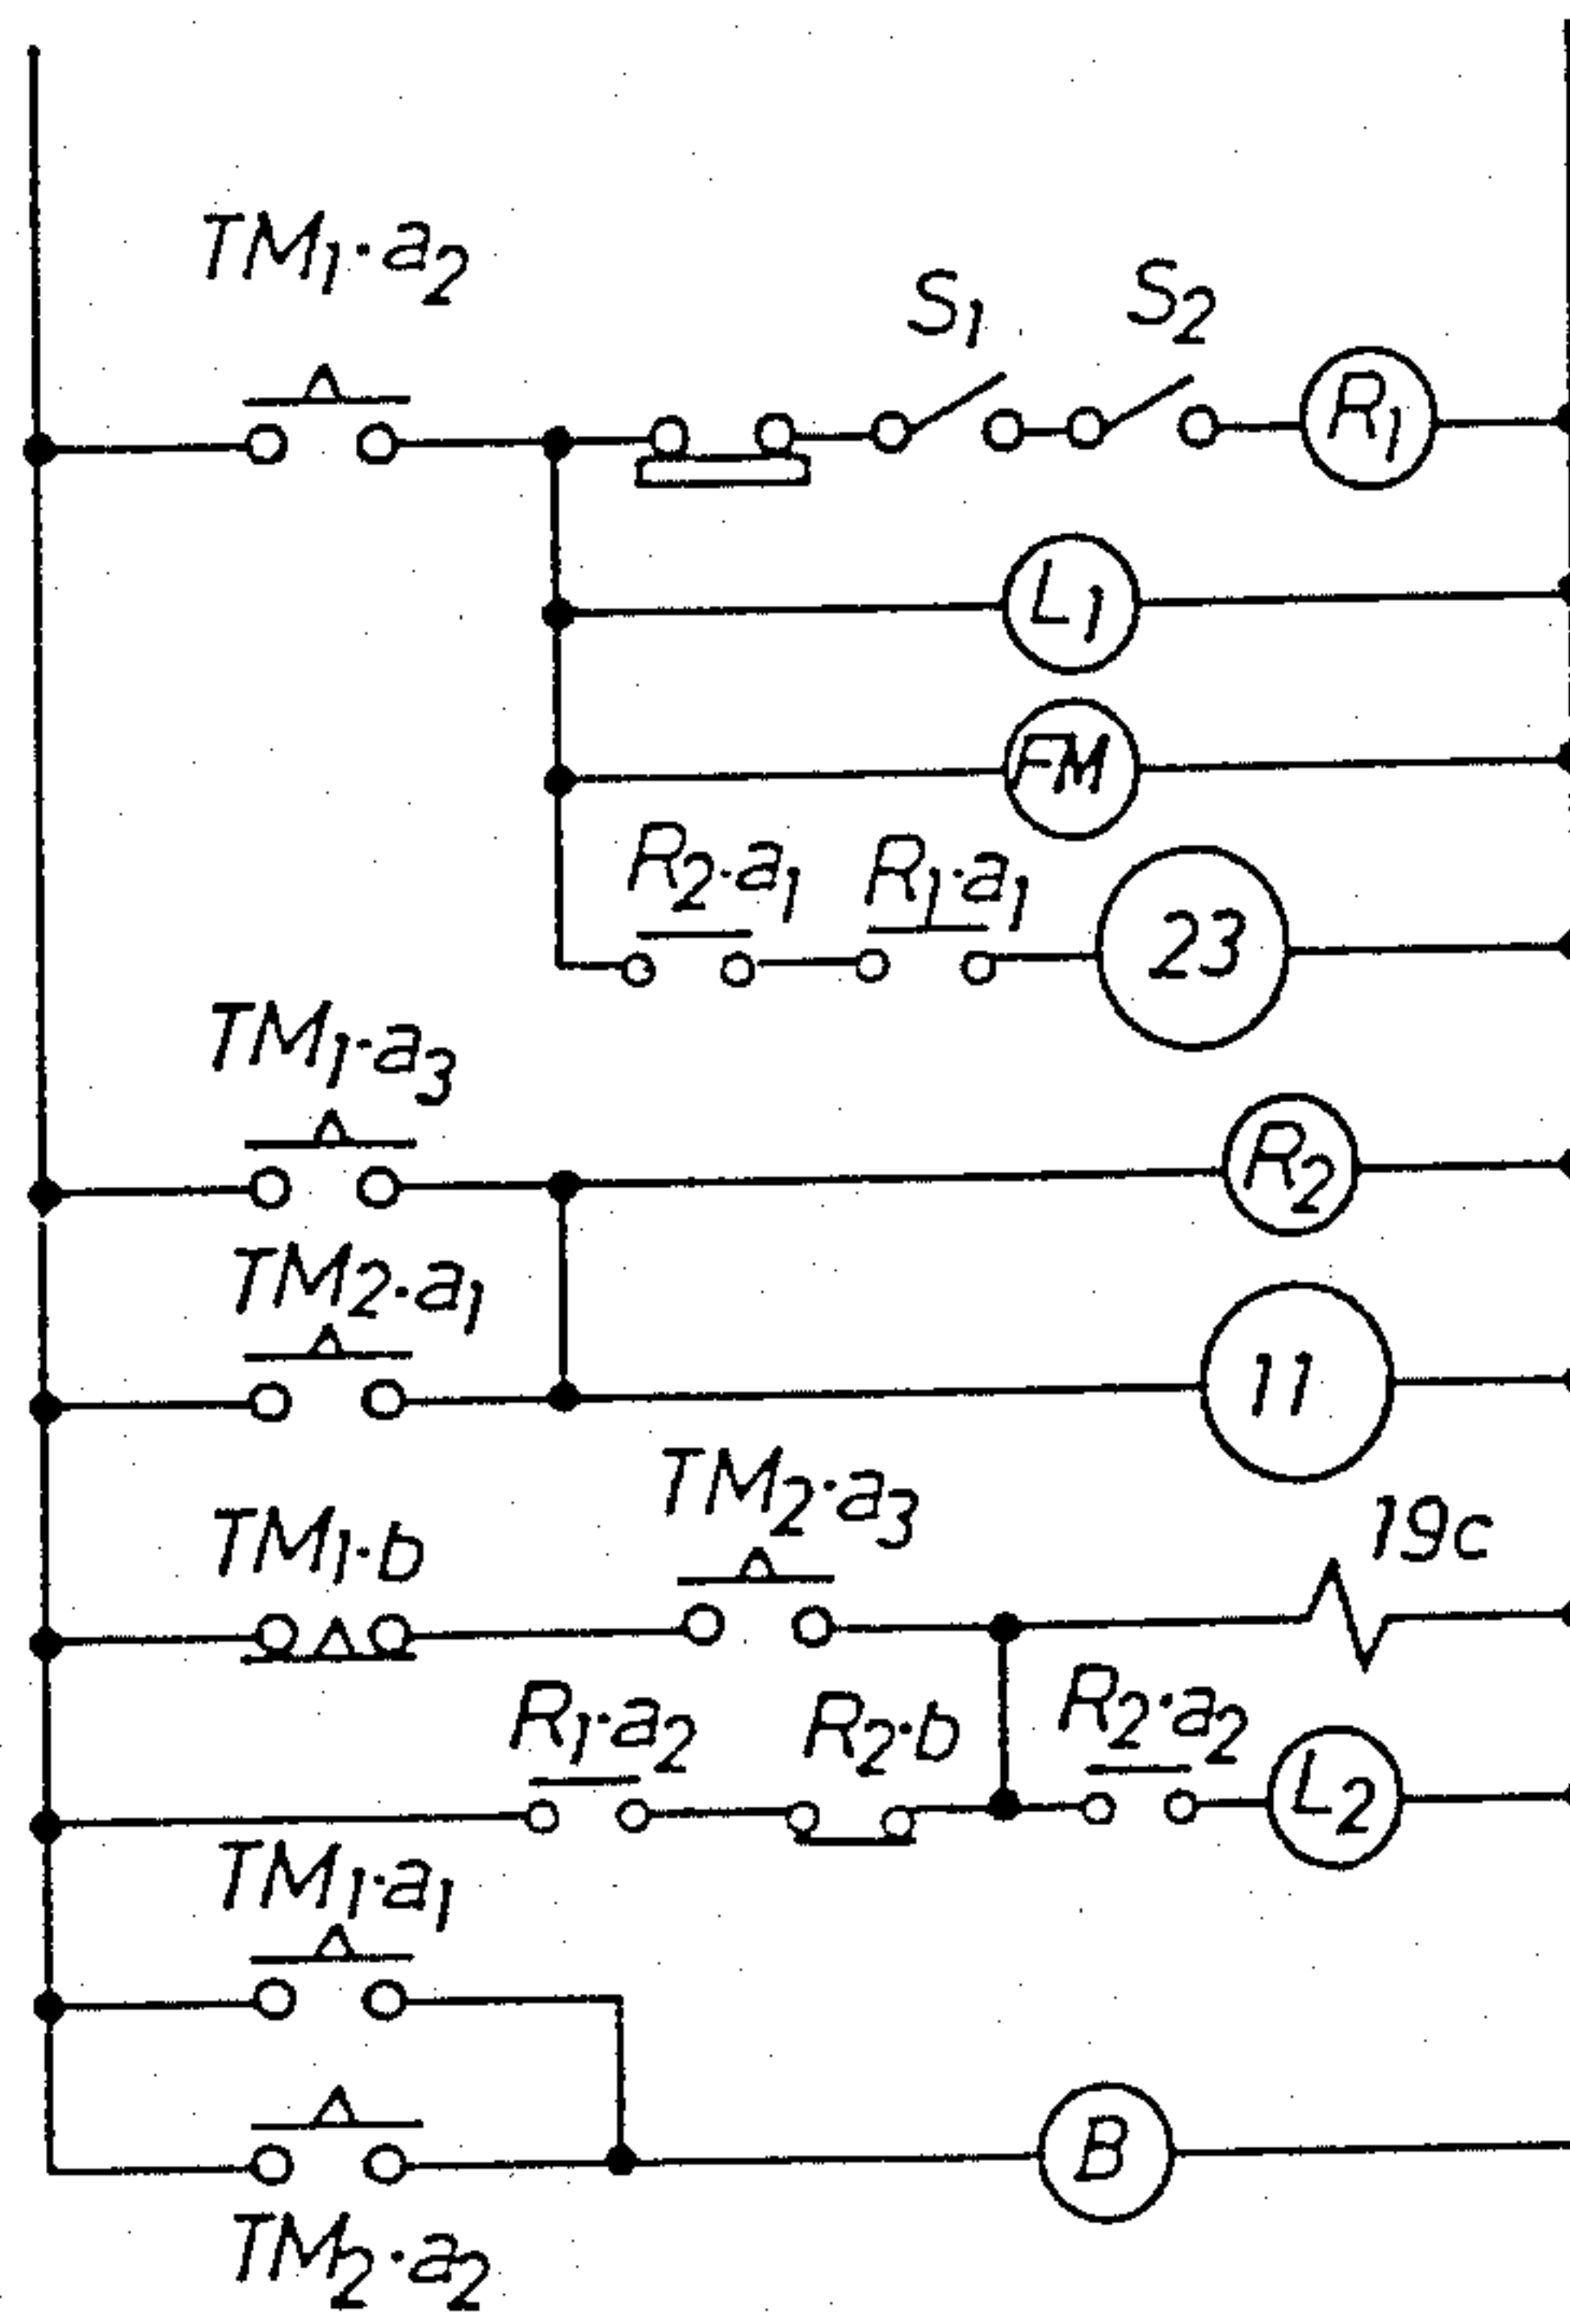 TM₁·a₂
S₁ S₂
R₁
L₁
FM
R₂·a₁ R₁·a₁
23
TM₁·a₃
R₂
TM2·a₁
11
TM₂·a₃
19c
TM₁·b
R₁·a₂ R₂·b R₂·a₂
L₂
TM₁·a₁
B
TM₂·a₂